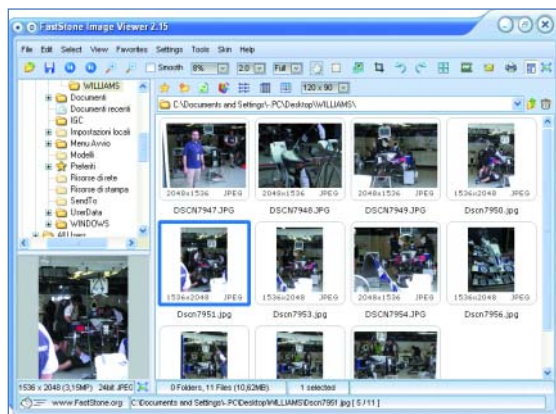 FastStone Image Viewer 2.15
File Edit Select View Favorites Settings Tools Skin Help
Smooth 8% 2.0 Full
120 x 90
C:\Documents and Settings\-.PC\Desktop\WILLIAMS\
WILLIAMS
Documenti
Documenti recenti
IGC
Impostazioni locali
Menu Avvio
Modelli
Preferiti
Risorse di rete
Risorse di stampa
SendTo
UserData
WINDOWS
All Users
2048x1536 JPEG
2048x1536 JPEG
2048x1536 JPEG
1536x2048 JPEG
DSCN7947.JPG DSCN7948.JPG DSCN7949.JPG Dscn7950.jpg
1536x2048 JPEG
1536x2048 JPEG
2048x1536 JPEG
1536x2048 JPEG
Dscn7951.jpg Dscn7953.jpg DSCN7954.JPG Dscn7956.jpg
1536 x 2048 (3,15MP) 24bit JPEG
0 Folders, 11 Files (10,62MB)
1 selected
www.FastStone.org
C:\Documents and Settings\-.PC\Desktop\WILLIAMS\Dscn7951.jpg [ 5 / 11 ]